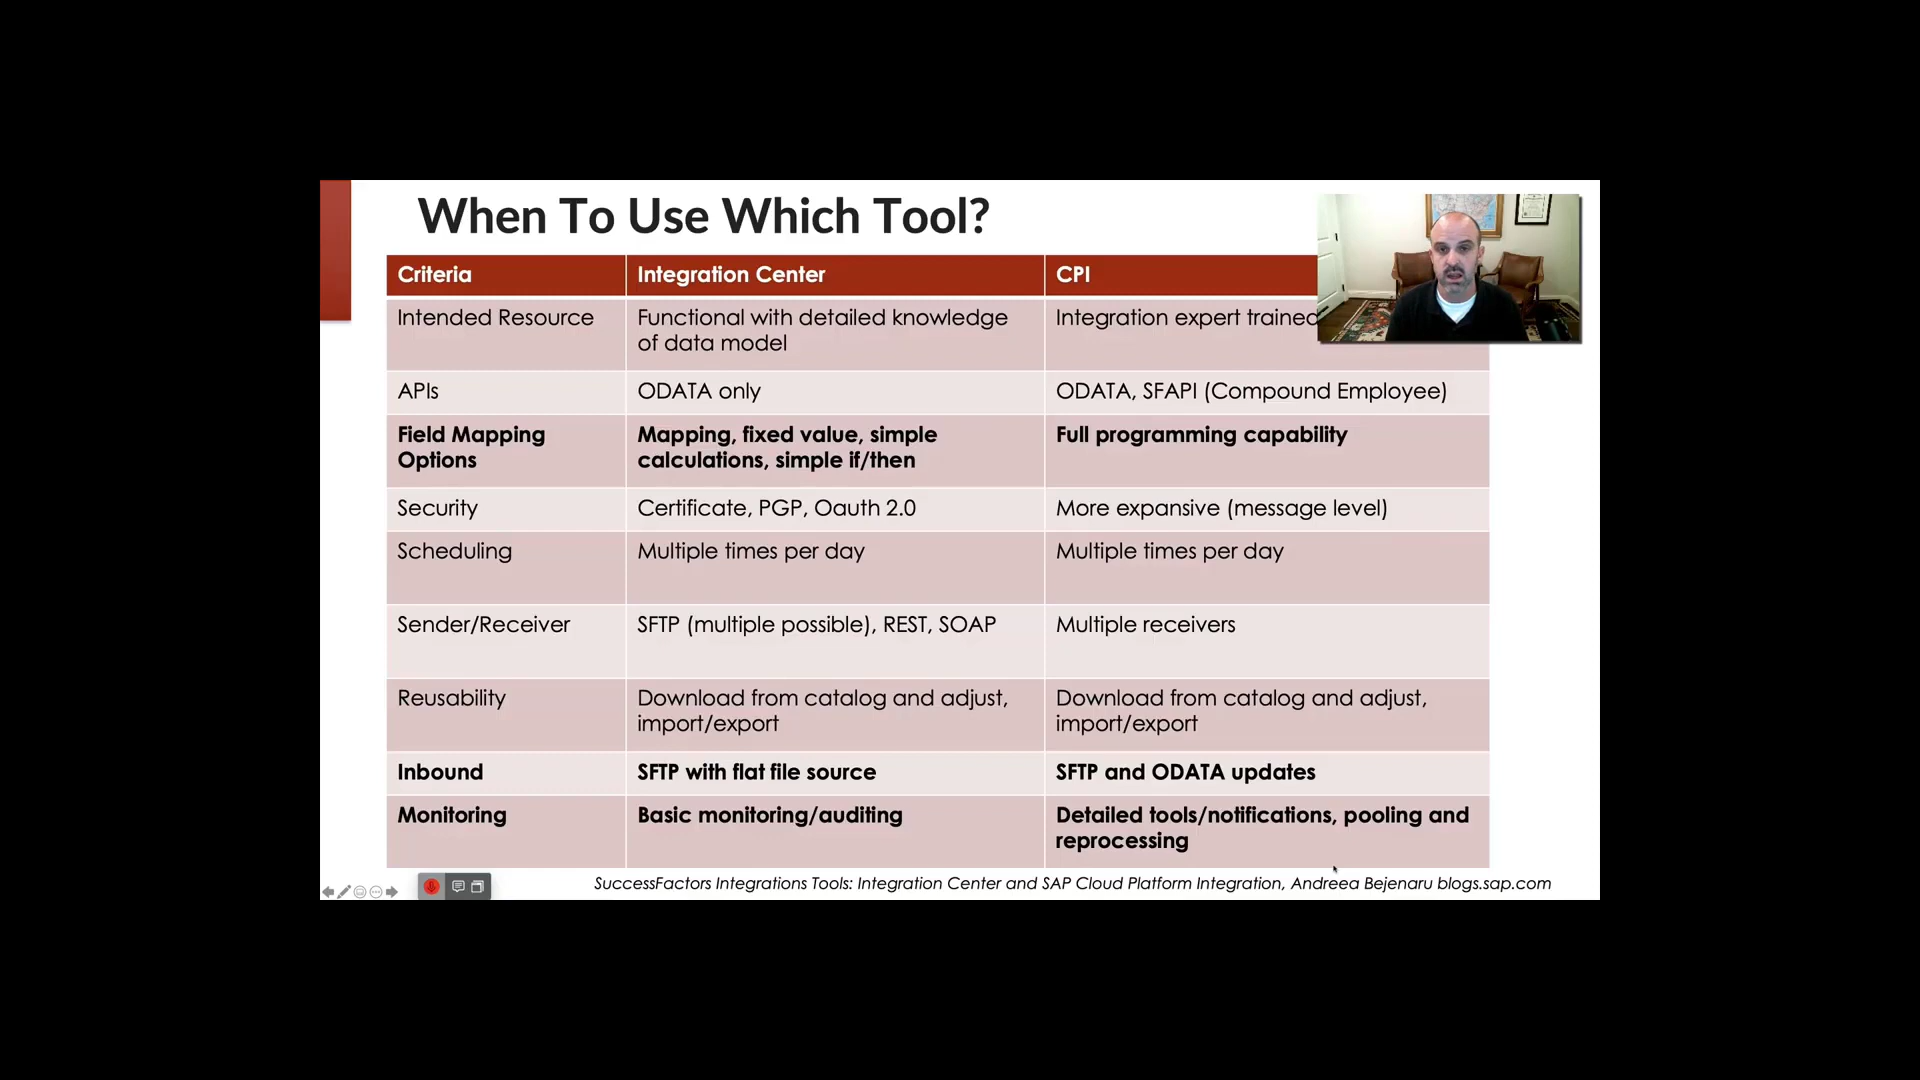 When To Use Which Tool?
Criteria
Integration Center
CPI
Intended Resource
Functional with detailed knowledge
of data model
Integration expert trained
APIs
ODATA only
ODATA, SFAPI (Compound Employee)
Field Mapping
Options
Mapping, fixed value, simple
calculations, simple if/then
Full programming capability
Security
Certificate, PGP, Oauth 2.0
More expansive (message level)
Scheduling
Multiple times per day
Multiple times per day
Sender/Receiver
SFTP (multiple possible), REST, SOAP
Multiple receivers
Reusability
Download from catalog and adjust,
import/export
Download from catalog and adjust,
import/export
Inbound
SFTP with flat file source
SFTP and ODATA updates
Monitoring
Basic monitoring/auditing
Detailed tools/notifications, pooling and
reprocessing
SuccessFactors Integrations Tools: Integration Center and SAP Cloud Platform Integration, Andreea Bejenaru blogs.sap.com